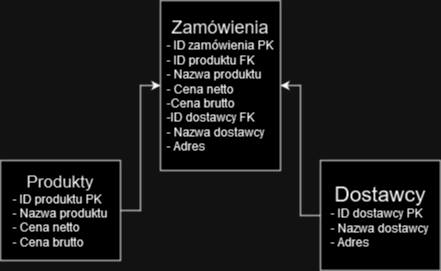 Zamówienia
- ID zamówienia PK
- ID produktu FK
- Nazwa produktu
- Cena netto
-Cena brutto
-ID dostawcy FK
- Nazwa dostawcy
- Adres
Produkty
- ID produktu PK
- Nazwa produktu
- Cena netto
- Cena brutto
Dostawcy
- ID dostawcy PK
- Nazwa dostawcy
- Adres